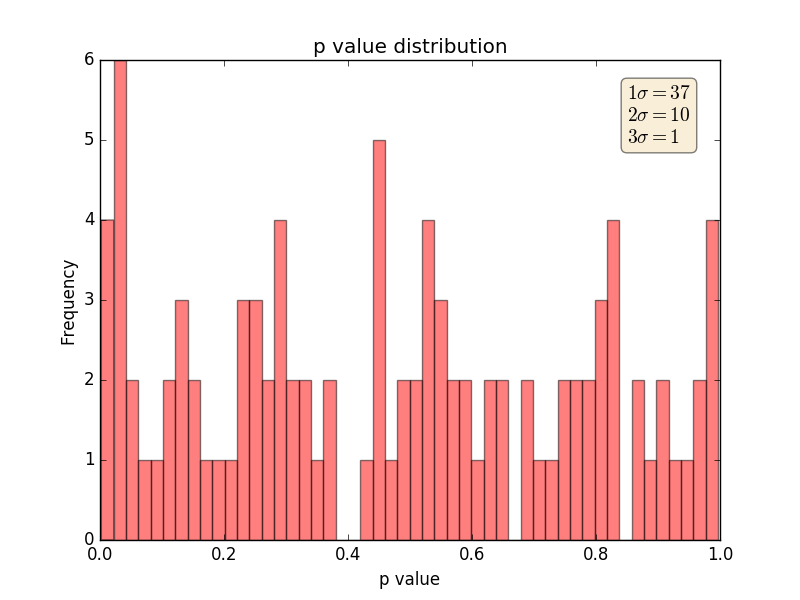 p value distribution
6
1σ = 37
2σ = 10
3σ = 1
5
4
3
2
1
0
Frequency
0.0 0.2 0.4 0.6 0.8 1.0
p value